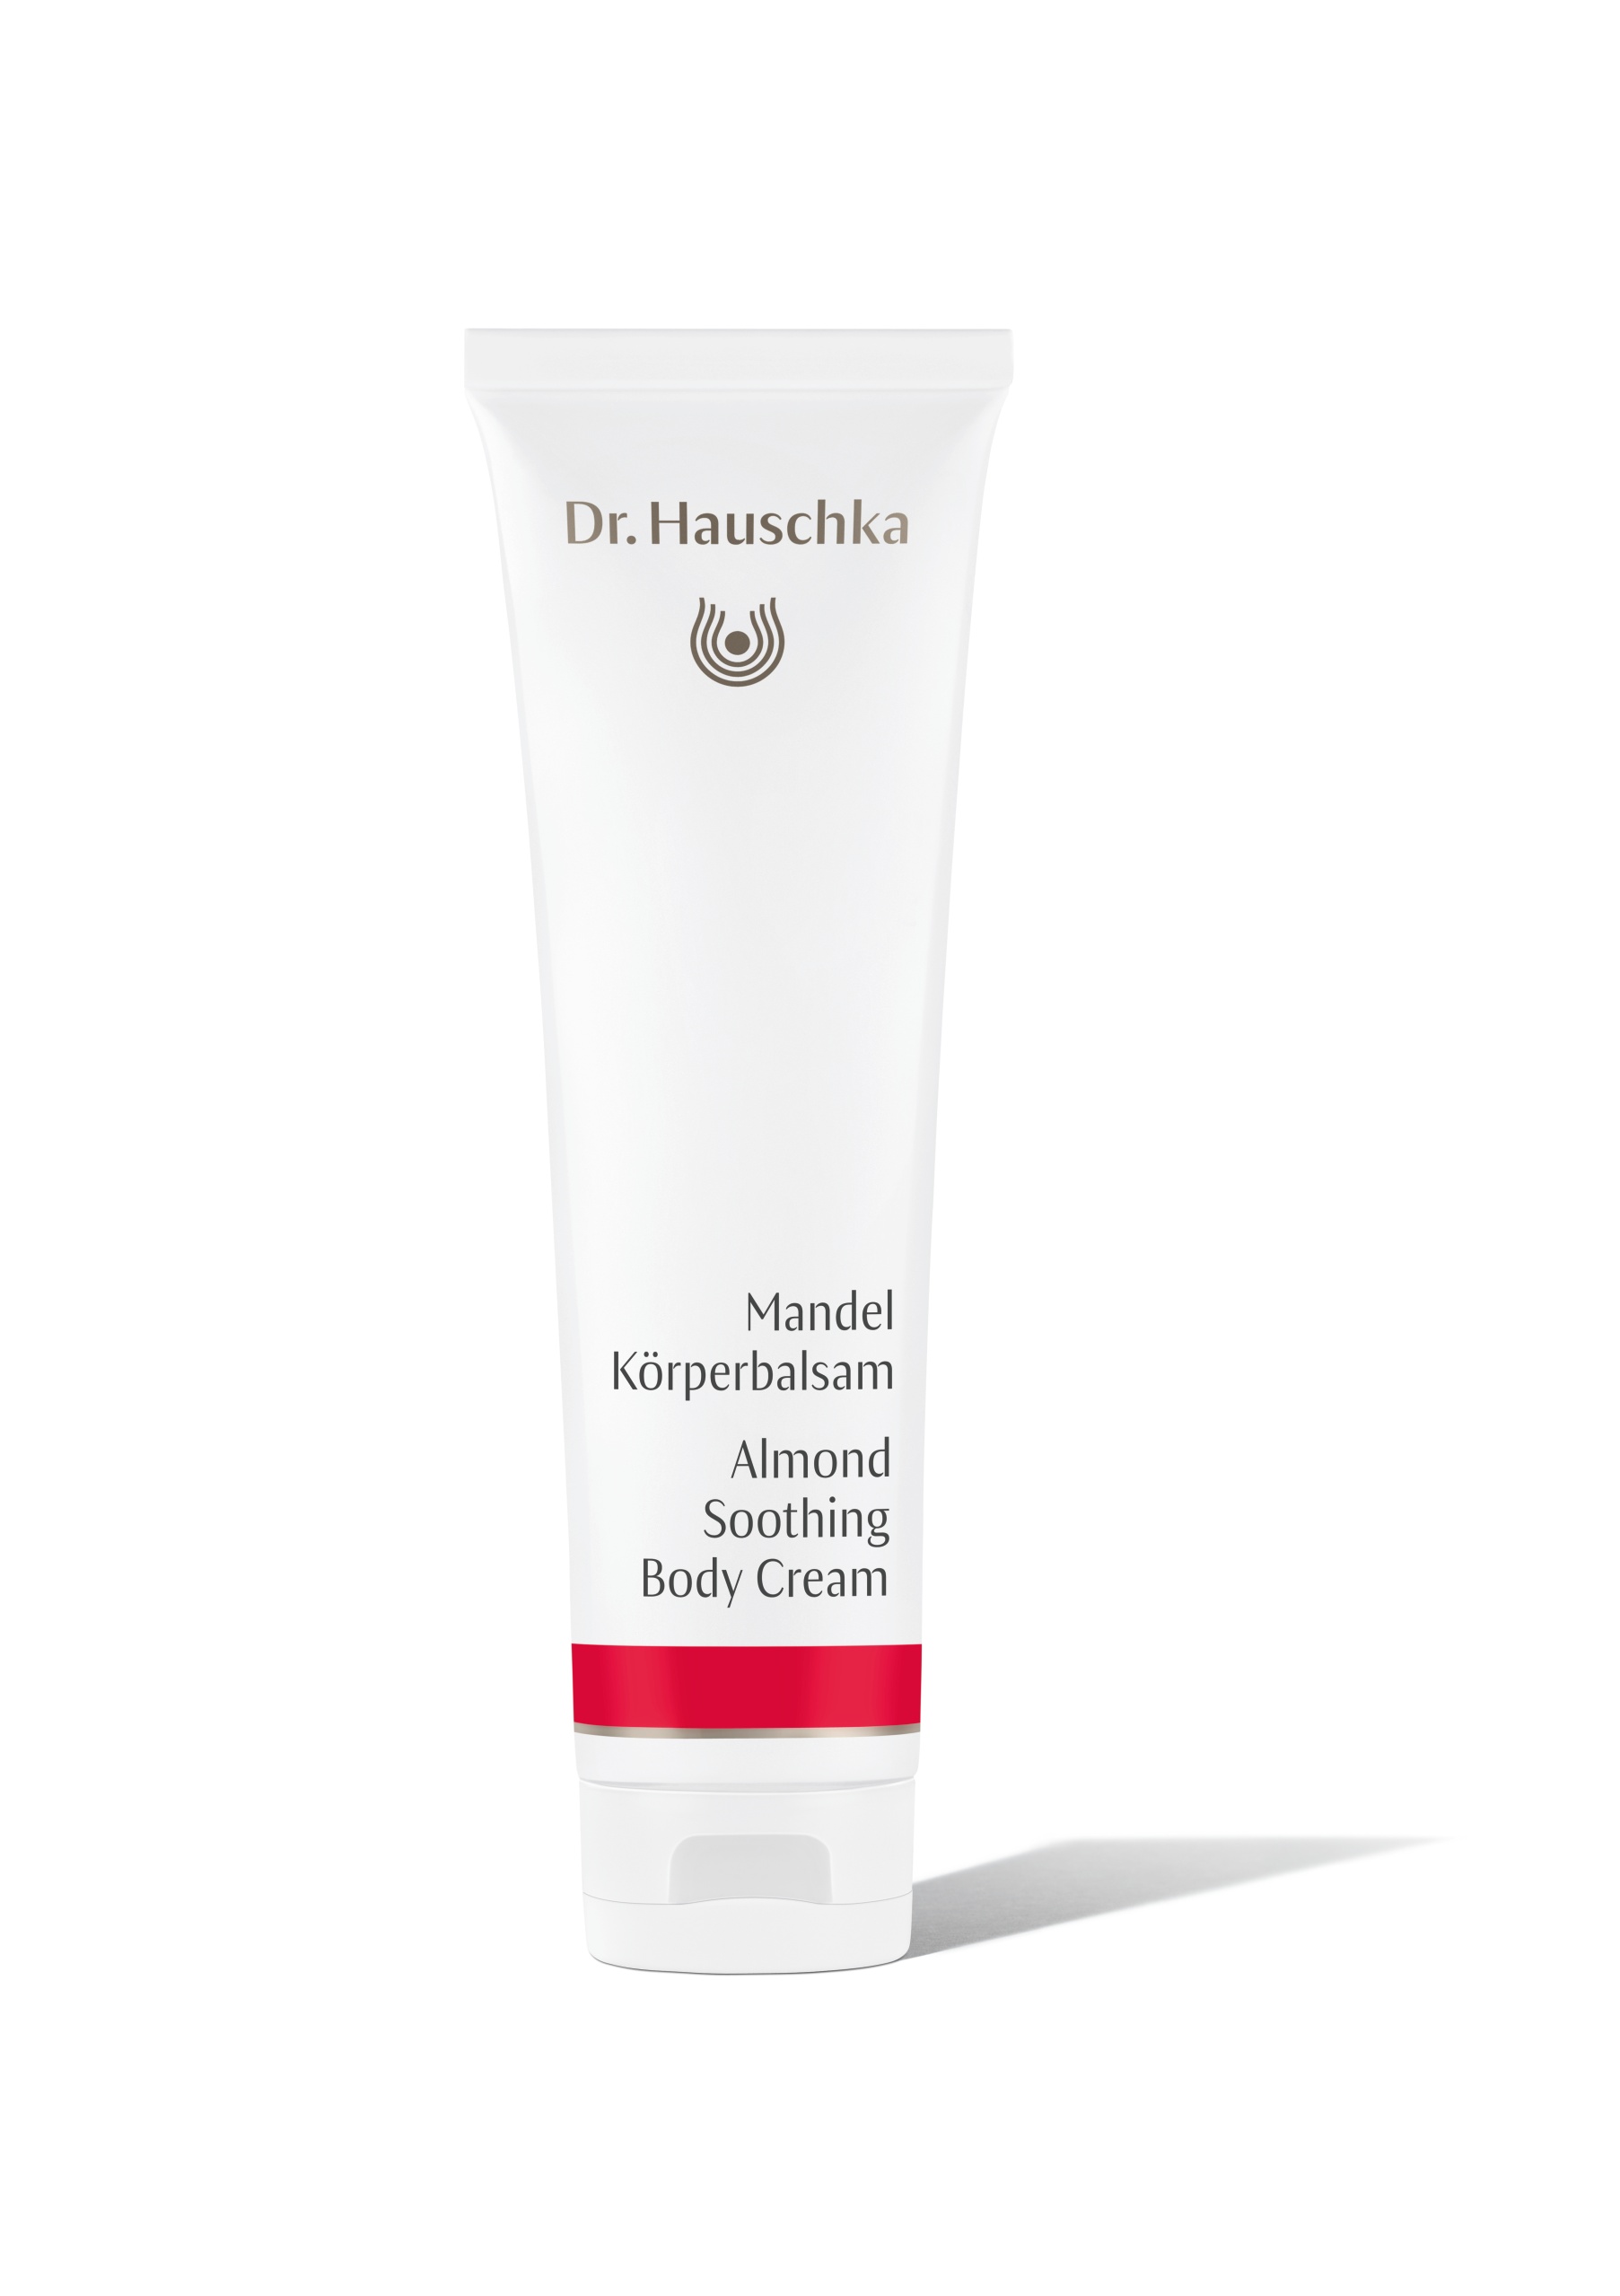 Dr. Hauschka
Mandel
Körperbalsam
Almond
Soothing
Body Cream